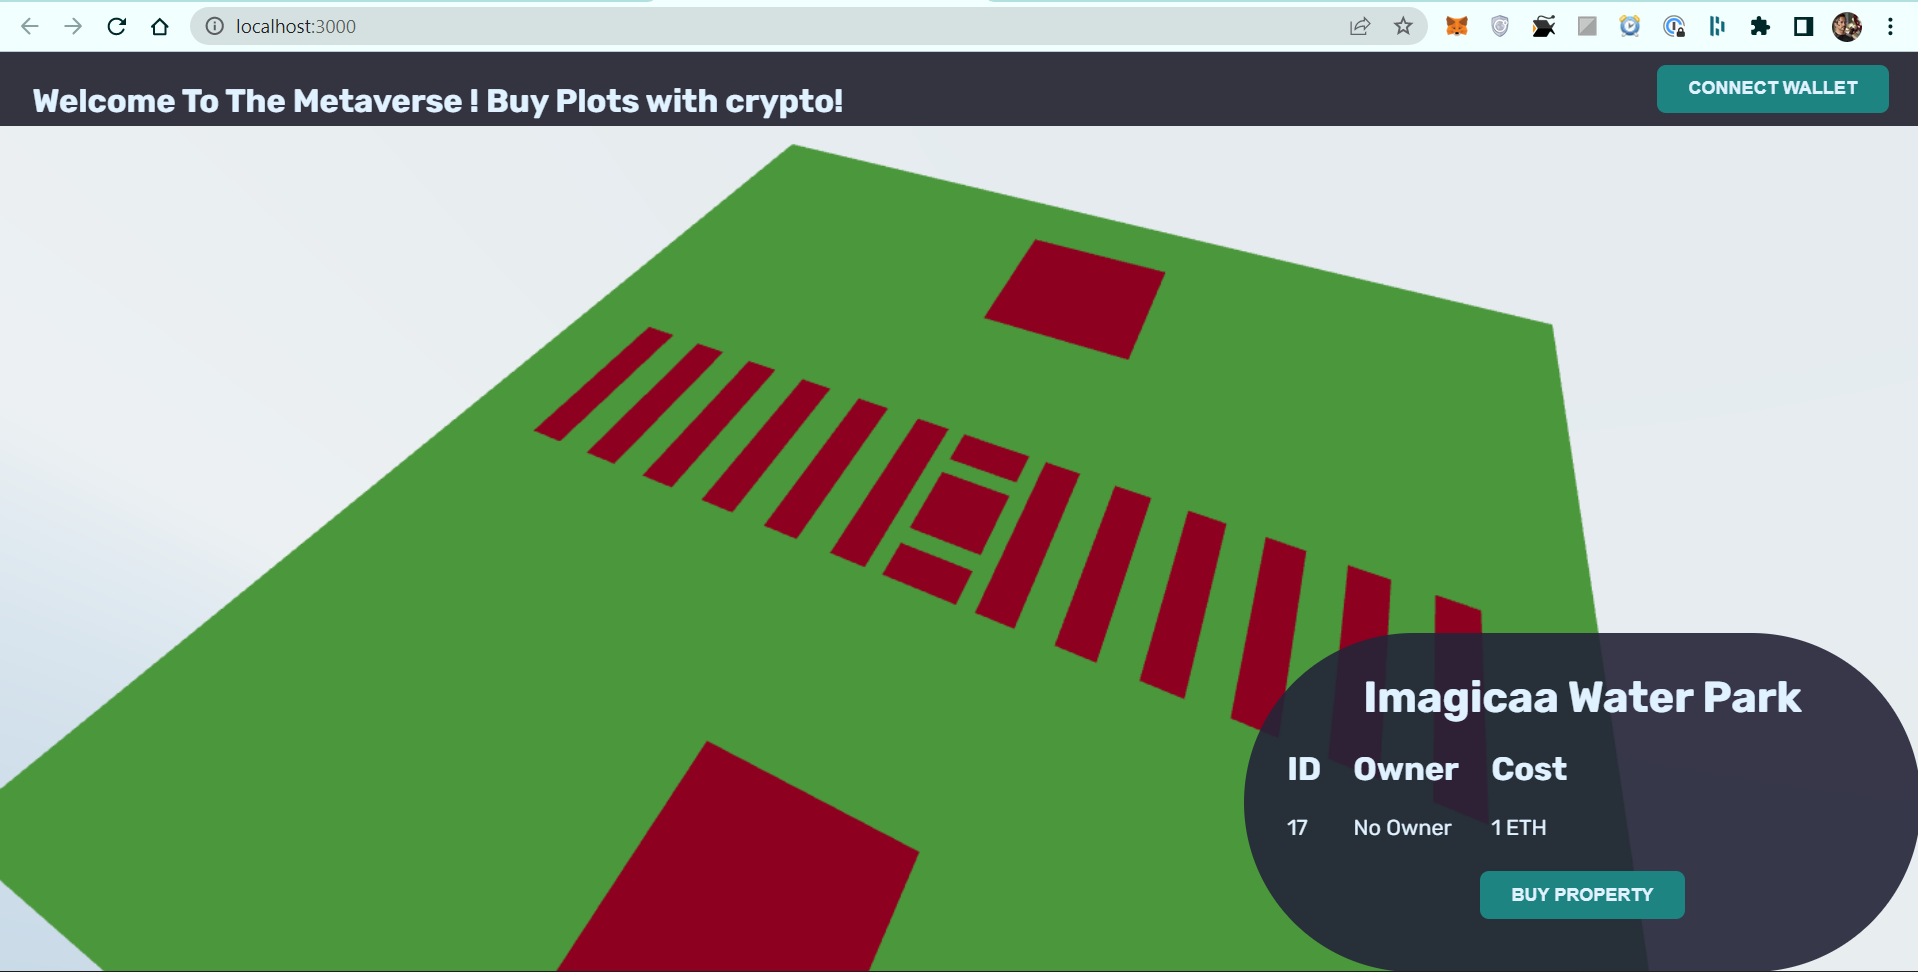 localhost:3000
Welcome To The Metaverse ! Buy Plots with crypto!
CONNECT WALLET
Imagicaa Water Park
ID Owner Cost
17 No Owner 1 ETH
BUY PROPERTY